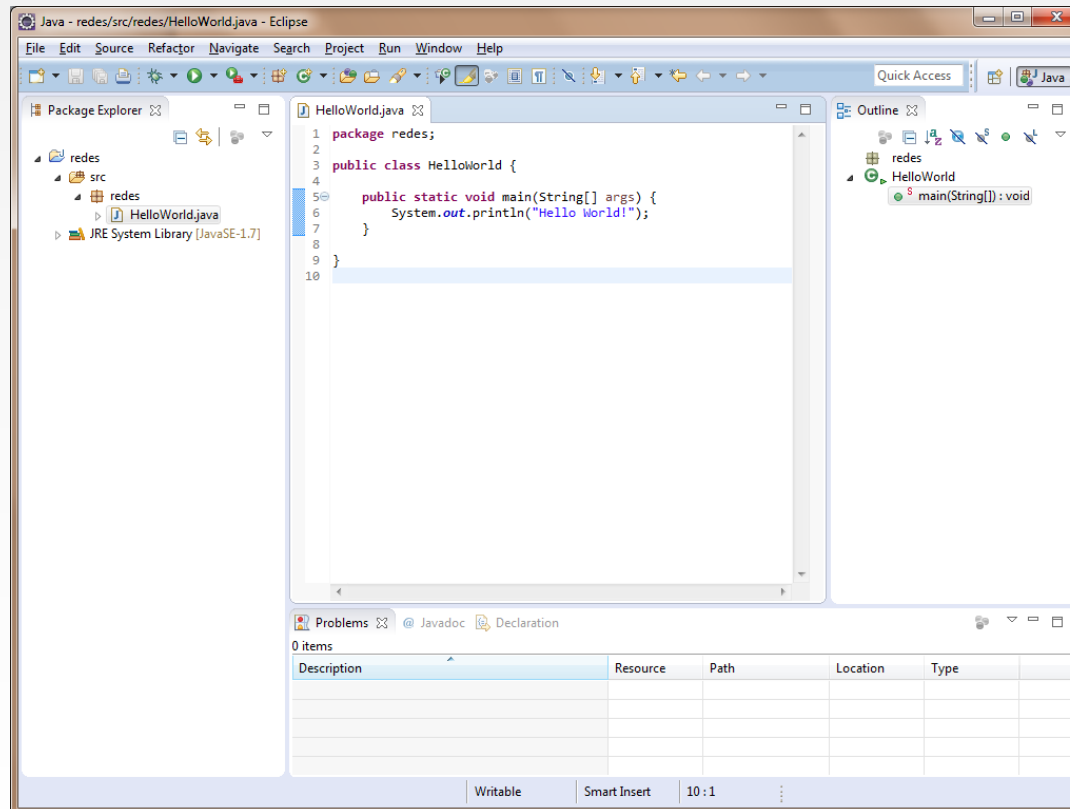 Java - redes/src/redes/HelloWorld.java - Eclipse
File Edit Source Refactor Navigate Search Project Run Window Help
Quick Access Java
Package Explorer
redes
src
redes
HelloWorld.java
JRE System Library [JavaSE-1.7]
HelloWorld.java
1 package redes;
2
3 public class HelloWorld {
4
5 public static void main(String[] args) {
6 System.out.println("Hello World!");
7 }
8
9 }
10
Outline
redes
HelloWorld
main(String[]) : void
Problems @ Javadoc Declaration
0 items
Description Resource Path Location Type
Writable Smart Insert 10 : 1